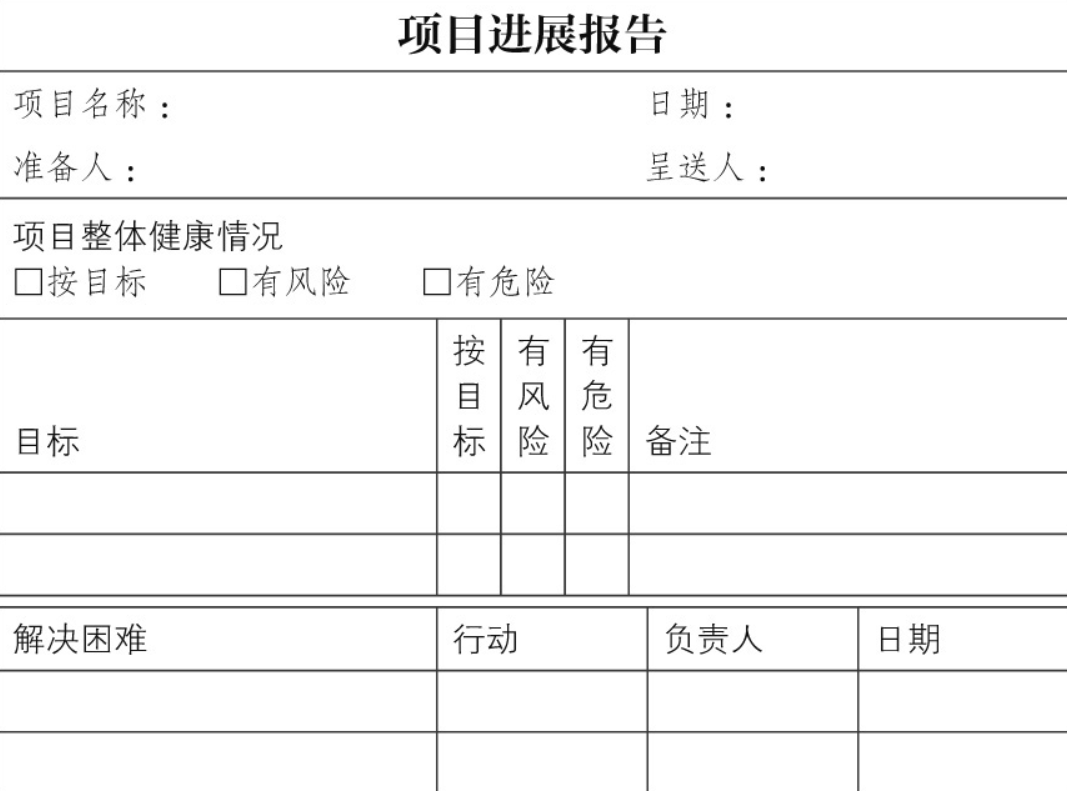 项目进展报告
项目名称： 日期：
准备人： 呈送人：
项目整体健康情况
□按目标 □有风险 □有危险
目标 按目标 有风险 有危险 备注
解决困难 行动 负责人 日期